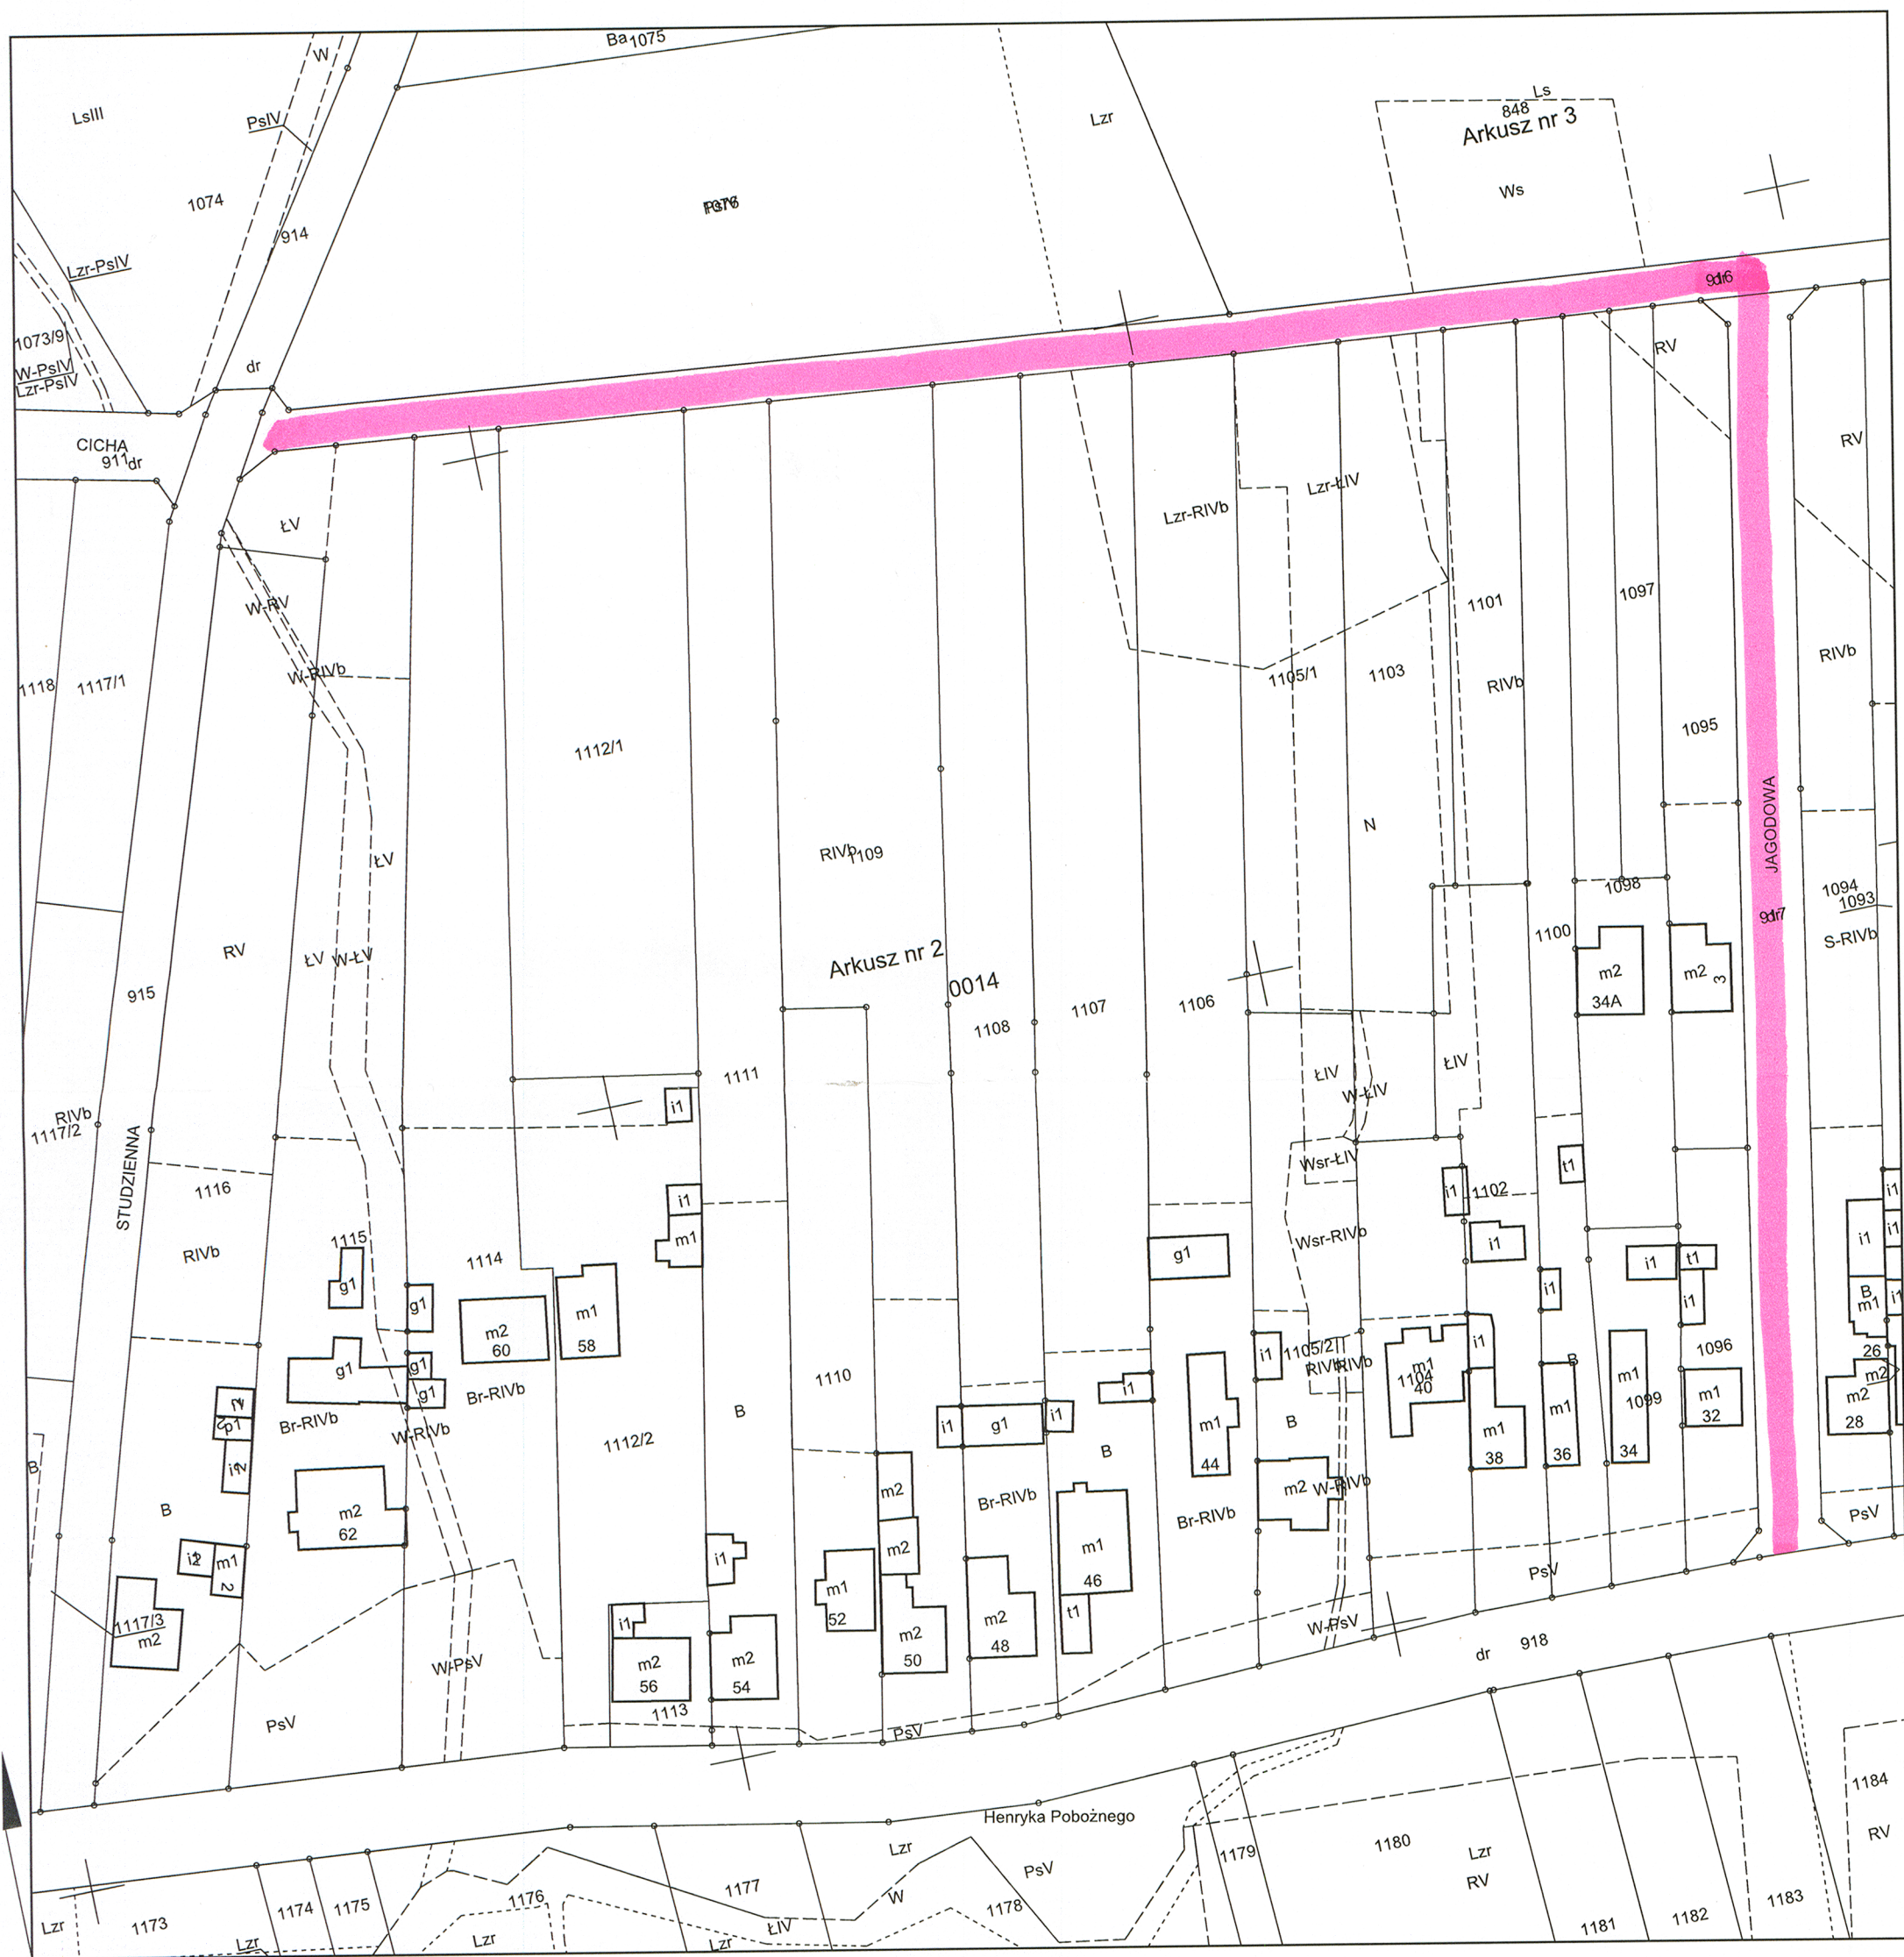 Ba 1075
W
LsIII
PsIV
Lzr
Ls
848
Arkusz nr 3
Ws
1074
914
Lzr-PsIV
1073/9
W-PsIV
Lzr-PsIV
dr
RV
CICHA
911 dr
RV
ŁV
Lzr-RIVb
Lzr-ŁIV
W-RV
1101
1097
W-RIVb
1118
1117/1
1105/1
1103
RIVb
RIVb
1095
1112/1
N
JAGODOWA
ŁV
RIVb
1109
1098
1094
1093
S-RIVb
1100
RV
ŁV
W-ŁV
Arkusz nr 2
0014
915
1108
1107
1106
m2
34A
m2
3
1111
i1
ŁIV
W-ŁIV
ŁIV
RIVb
1117/2
STUDZIENNA
1116
Wsr-ŁIV
t1
i1
1102
i1
i1
m1
RIVb
1115
1114
g1
Wsr-RIVb
i1
i1
t1
i1
i1
g1
g1
m1
58
m2
60
i1
i1
B
m1
i1
1096
g1
g1
g1
Br-RIVb
Br-RIVb
W-RIVb
1110
B
i1
i1
1105/2
RIVb
RIVb
m1
1104
40
i1
B
m1
1099
34
m1
32
26
m2
m2
28
p1
1112/2
i1
g1
i1
B
m1
44
B
m1
38
m1
36
B
B
m2
62
m2
Br-RIVb
Br-RIVb
m2
W-RIVb
PsV
i2
m1
2
i1
m2
m1
46
t1
PsV
1117/3
m2
m1
52
i1
m2
56
m2
54
m2
50
m2
48
W-PsV
W-PsV
dr 918
PsV
1113
PsV
Henryka Pobożnego
1184
RV
Lzr
PsV
1179
1180
Lzr
RV
1173
1174
1175
1176
1177
W
1178
1181
1182
1183
Lzr
Lzr
Lzr
Lzr
ŁIV